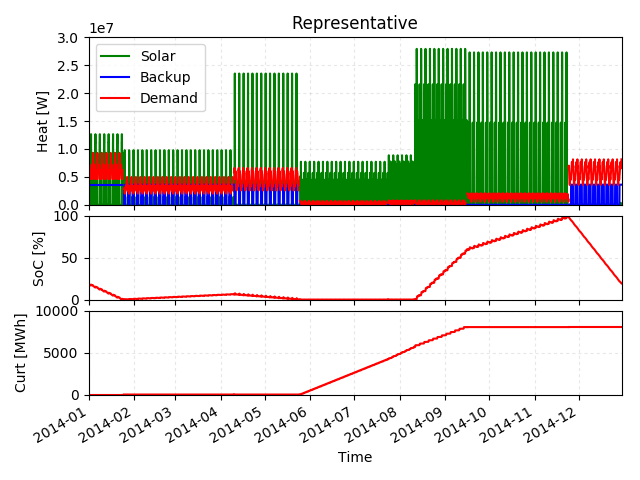 Representative
1e7
3.0
2.5
2.0
1.5
1.0
0.5
0.0
Heat [W]
Solar
Backup
Demand
100
50
0
SoC [%]
10000
5000
0
Curt [MWh]
2014-01
2014-02
2014-03
2014-04
2014-05
2014-06
2014-07
2014-08
2014-09
2014-10
2014-11
2014-12
Time